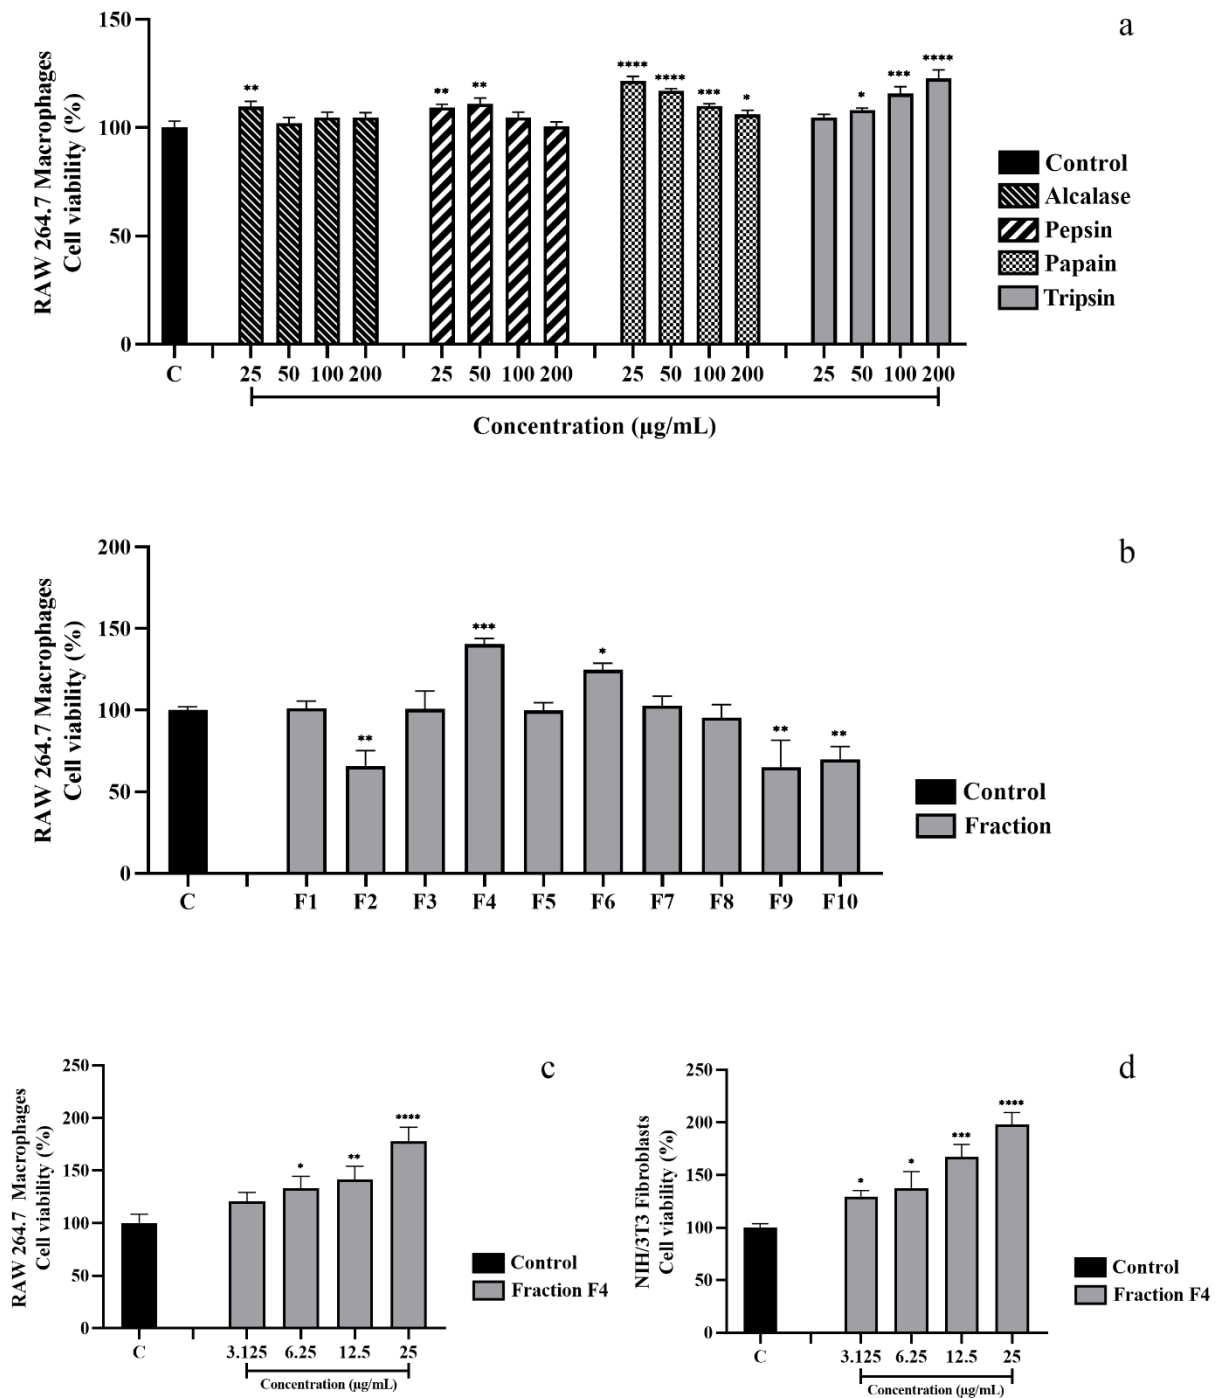 a
RAW 264.7 Macrophages
Cell viability (%)
150
100
50
0
**
** **
**** **** *** *
* *** ****
C 25 50 100 200 25 50 100 200 25 50 100 200 25 50 100 200
Concentration (μg/mL)
Control
Alcalase
Pepsin
Papain
Tripsin
b
RAW 264.7 Macrophages
Cell viability (%)
200
150
100
50
0
** *** * ** **
C F1 F2 F3 F4 F5 F6 F7 F8 F9 F10
Control
Fraction
c
RAW 264.7 Macrophages
Cell viability (%)
250
200
150
100
50
0
* ** ****
C 3.125 6.25 12.5 25
Concentration (μg/mL)
Control
Fraction F4
d
NIH/3T3 Fibroblasts
Cell viability (%)
250
200
150
100
50
0
* * *** ****
C 3.125 6.25 12.5 25
Concentration (μg/mL)
Control
Fraction F4